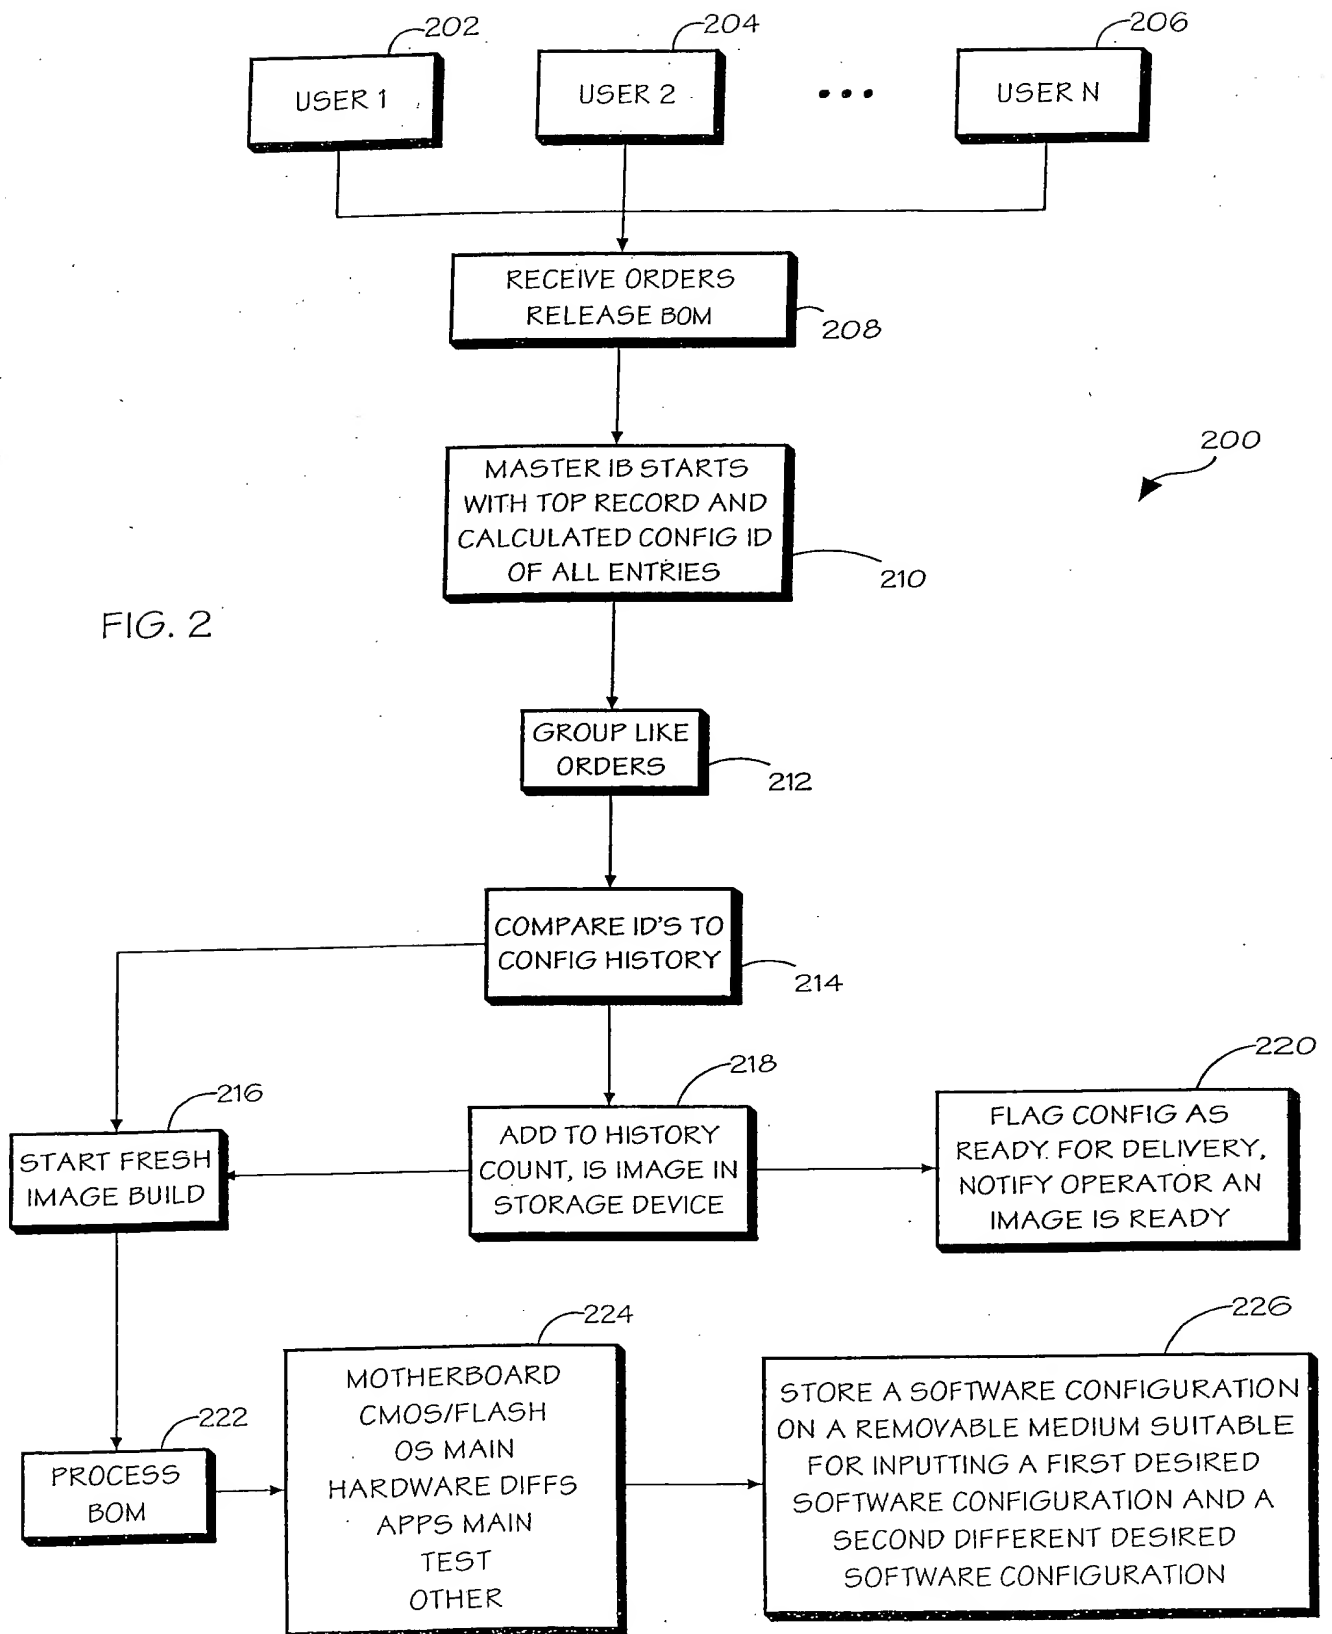 202
204
206
USER 1
USER 2
•••
USER N
RECEIVE ORDERS
RELEASE BOM
208
MASTER IB STARTS
WITH TOP RECORD AND
CALCULATED CONFIG ID
OF ALL ENTRIES
210
200
FIG. 2
GROUP LIKE
ORDERS
212
COMPARE ID'S TO
CONFIG HISTORY
214
216
START FRESH
IMAGE BUILD
218
ADD TO HISTORY
COUNT, IS IMAGE IN
STORAGE DEVICE
220
FLAG CONFIG AS
READY FOR DELIVERY,
NOTIFY OPERATOR AN
IMAGE IS READY
222
PROCESS
BOM
224
MOTHERBOARD
CMOS/FLASH
OS MAIN
HARDWARE DIFFS
APPS MAIN
TEST
OTHER
226
STORE A SOFTWARE CONFIGURATION
ON A REMOVABLE MEDIUM SUITABLE
FOR INPUTTING A FIRST DESIRED
SOFTWARE CONFIGURATION AND A
SECOND DIFFERENT DESIRED
SOFTWARE CONFIGURATION